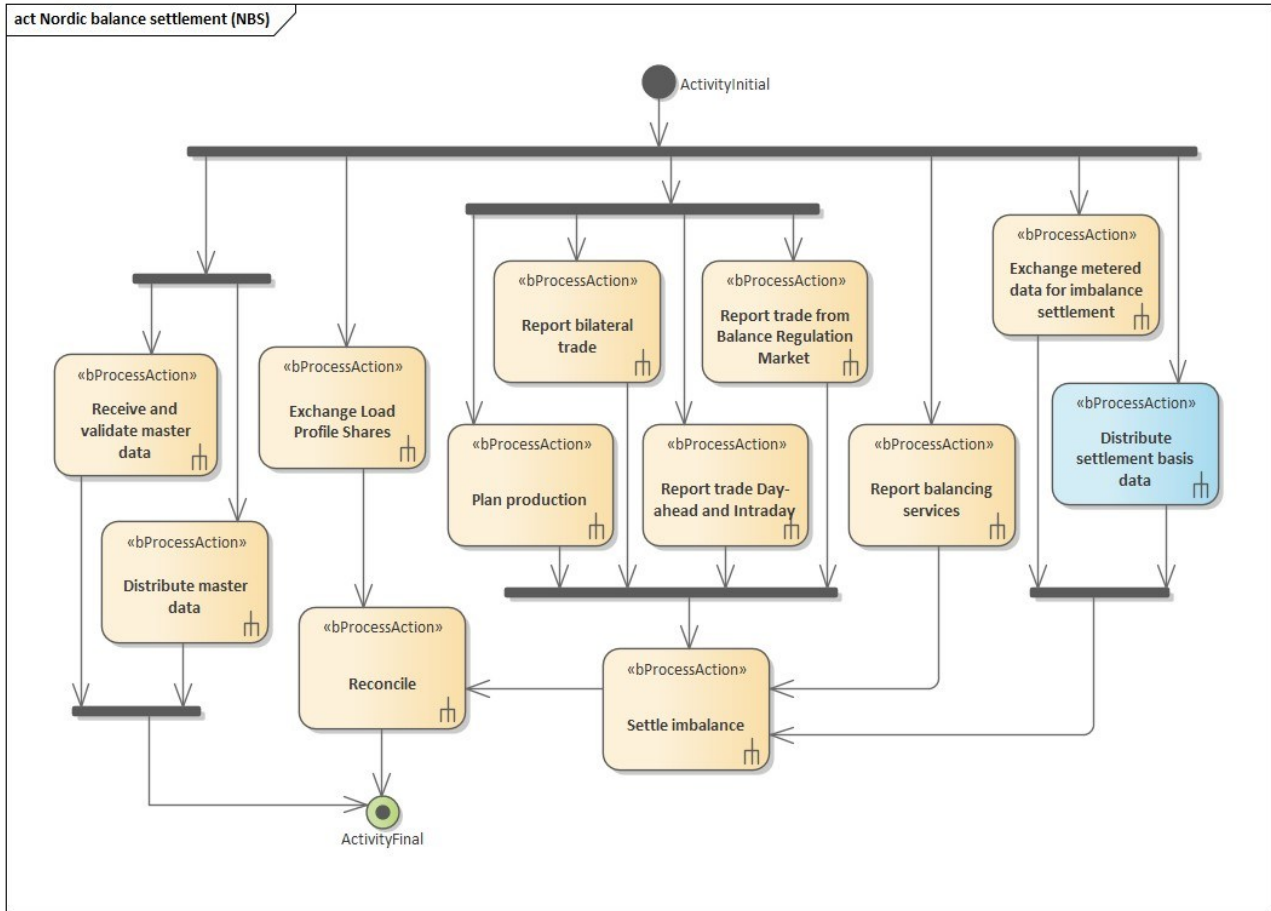 act Nordic balance settlement (NBS)
ActivityInitial
«bProcessAction»
Exchange metered
data for imbalance
settlement
«bProcessAction»
Report bilateral
trade
«bProcessAction»
Report trade from
Balance Regulation
Market
«bProcessAction»
Receive and
validate master
data
«bProcessAction»
Exchange Load
Profile Shares
«bProcessAction»
Distribute
settlement basis
data
«bProcessAction»
Plan production
«bProcessAction»
Report trade Day-
ahead and Intraday
«bProcessAction»
Report balancing
services
«bProcessAction»
Distribute master
data
«bProcessAction»
Reconcile
«bProcessAction»
Settle imbalance
ActivityFinal